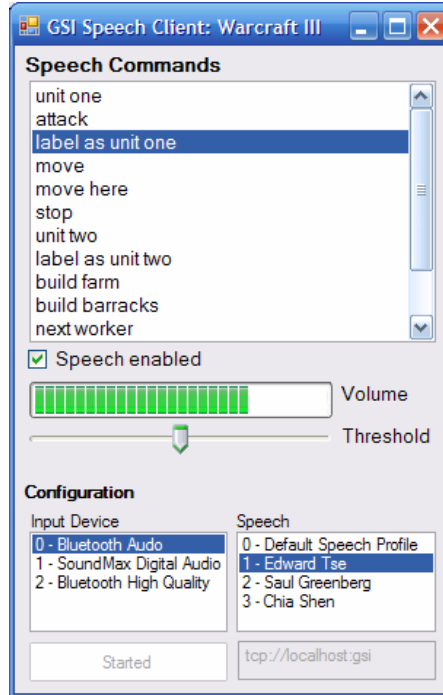 GSI Speech Client: Warcraft III
Speech Commands
unit one
attack
label as unit one
move
move here
stop
unit two
label as unit two
build farm
build barracks
next worker
Speech enabled
Volume
Threshold
Configuration
Input Device
0 - Bluetooth Audo
1 - SoundMax Digital Audio
2 - Bluetooth High Quality
Speech
0 - Default Speech Profile
1 - Edward Tse
2 - Saul Greenberg
3 - Chia Shen
Started
tcp://localhost:gsi